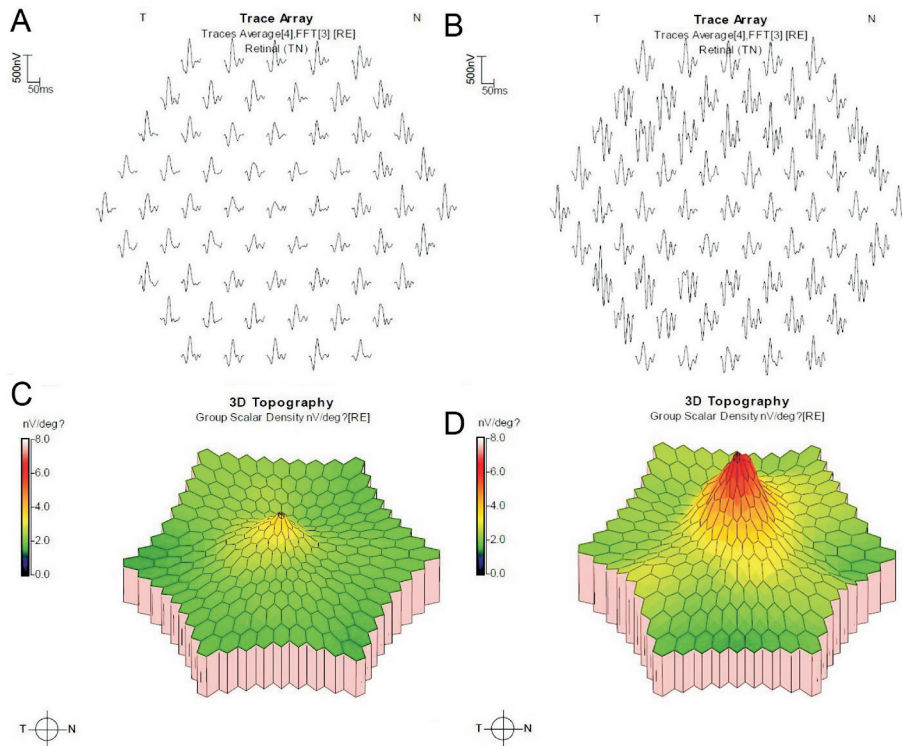 A
T
Trace Array
N
Traces Average[4],FFT[3] [RE]
Retinal (TN)
500nV
50ms
B
T
Trace Array
N
Traces Average[4],FFT[3] [RE]
Retinal (TN)
500nV
50ms
C
3D Topography
Group Scalar Density nV/deg?[RE]
nV/deg?
8.0
6.0
4.0
2.0
0.0
T
N
D
3D Topography
Group Scalar Density nV/deg?[RE]
nV/deg?
8.0
6.0
4.0
2.0
0.0
T
N